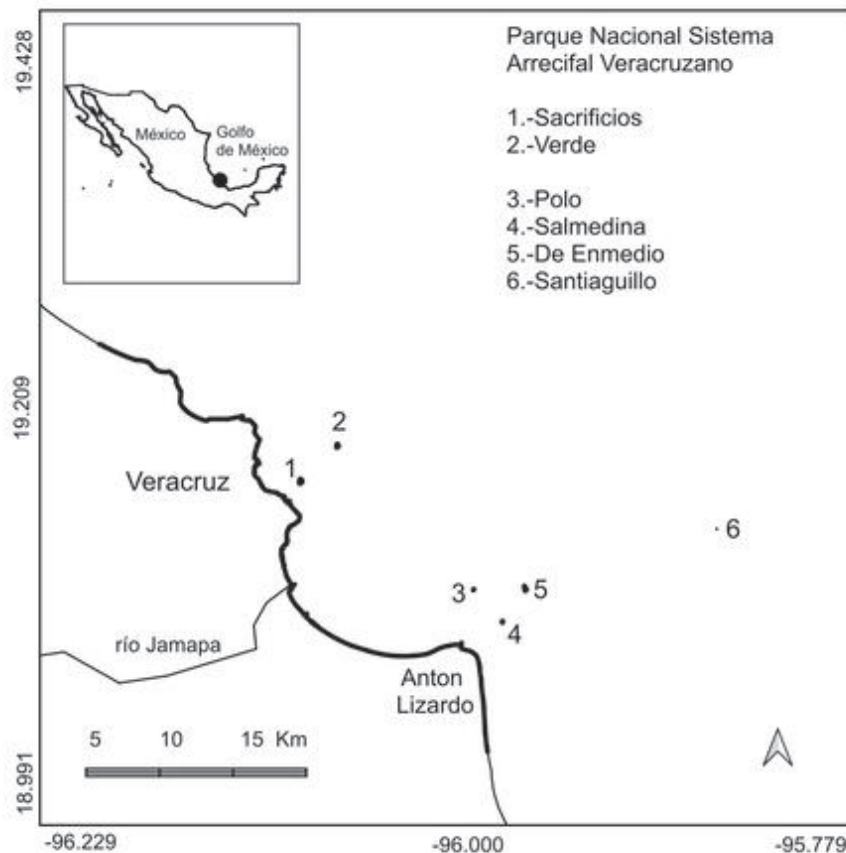 19.428
Parque Nacional Sistema
Arrecifal Veracruzano
México
Golfo
de México
1.-Sacrificios
2.-Verde
3.-Polo
4.-Salmedina
5.-De Enmedio
6.-Santiaguillo
19.209
2
1
Veracruz
6
3
5
4
río Jamapa
Anton
Lizardo
5 10 15 Km
18.991
-96.229 -96.000 -95.779